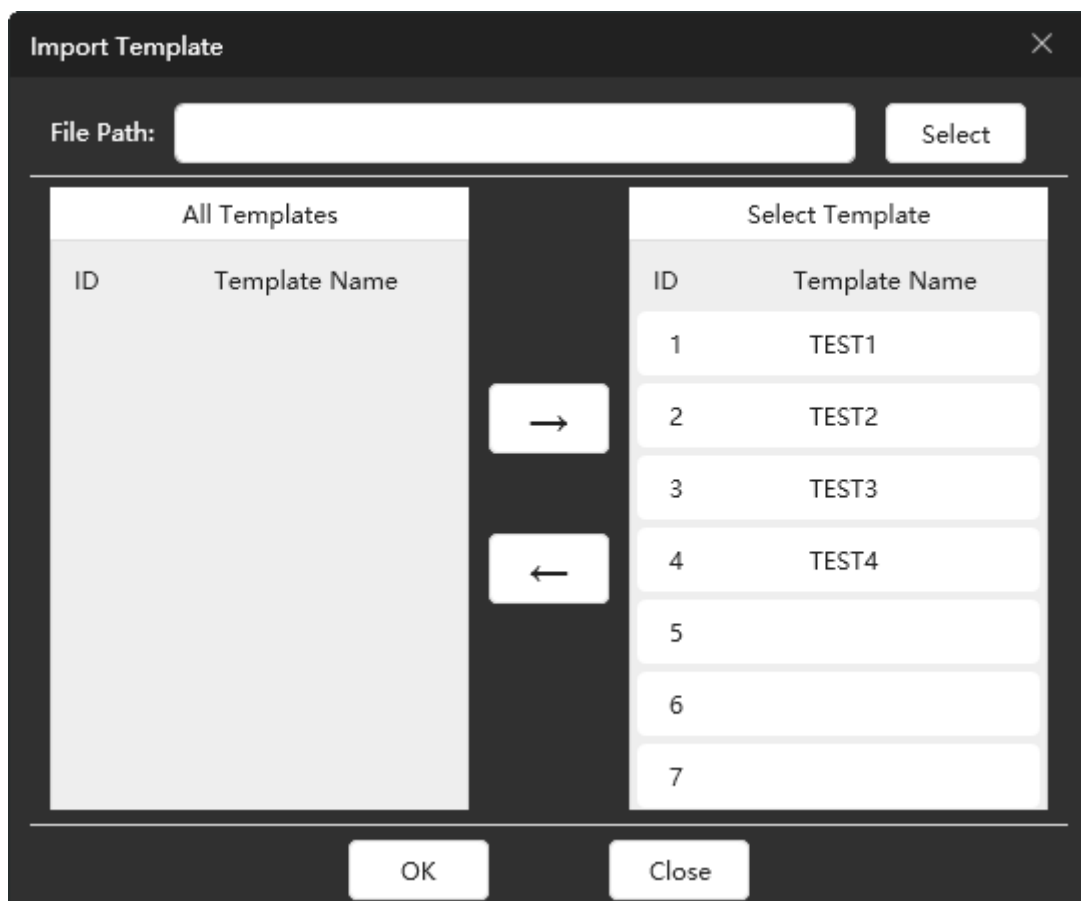 Import Template
File Path: Select
All Templates
ID Template Name
→
←
Select Template
ID Template Name
1 TEST1
2 TEST2
3 TEST3
4 TEST4
5
6
7
OK Close